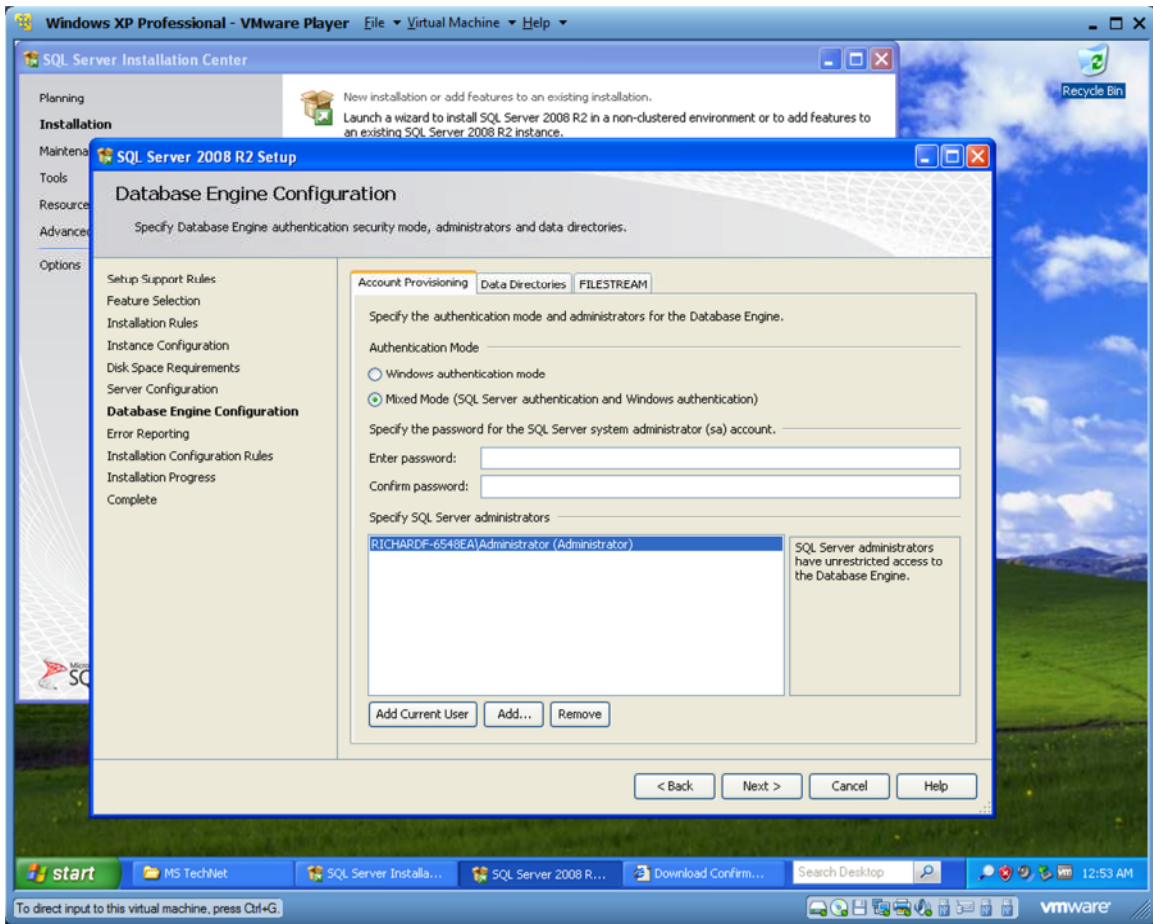 Windows XP Professional - VMware Player File Virtual Machine Help
SQL Server Installation Center
Recycle Bin
Planning
Installation
Maintena
Tools
Resource
Advanced
Options
New installation or add features to an existing installation.
Launch a wizard to install SQL Server 2008 R2 in a non-clustered environment or to add features to
an existing SQL Server 2008 R2 instance.
SQL Server 2008 R2 Setup
Database Engine Configuration
Specify Database Engine authentication security mode, administrators and data directories.
Setup Support Rules
Feature Selection
Installation Rules
Instance Configuration
Disk Space Requirements
Server Configuration
Database Engine Configuration
Error Reporting
Installation Configuration Rules
Installation Progress
Complete
Account Provisioning Data Directories FILESTREAM
Specify the authentication mode and administrators for the Database Engine.
Authentication Mode
Windows authentication mode
Mixed Mode (SQL Server authentication and Windows authentication)
Specify the password for the SQL Server system administrator (sa) account.
Enter password:
Confirm password:
Specify SQL Server administrators
RICHARDF-6548EA\Administrator (Administrator)
SQL Server administrators
have unrestricted access to
the Database Engine.
Add Current User Add... Remove
< Back Next > Cancel Help
Micro
SQ
start MS TechNet SQL Server Installa... SQL Server 2008 R... Download Confirm... Search Desktop 12:53 AM
To direct input to this virtual machine, press Ctrl+G.
vmware